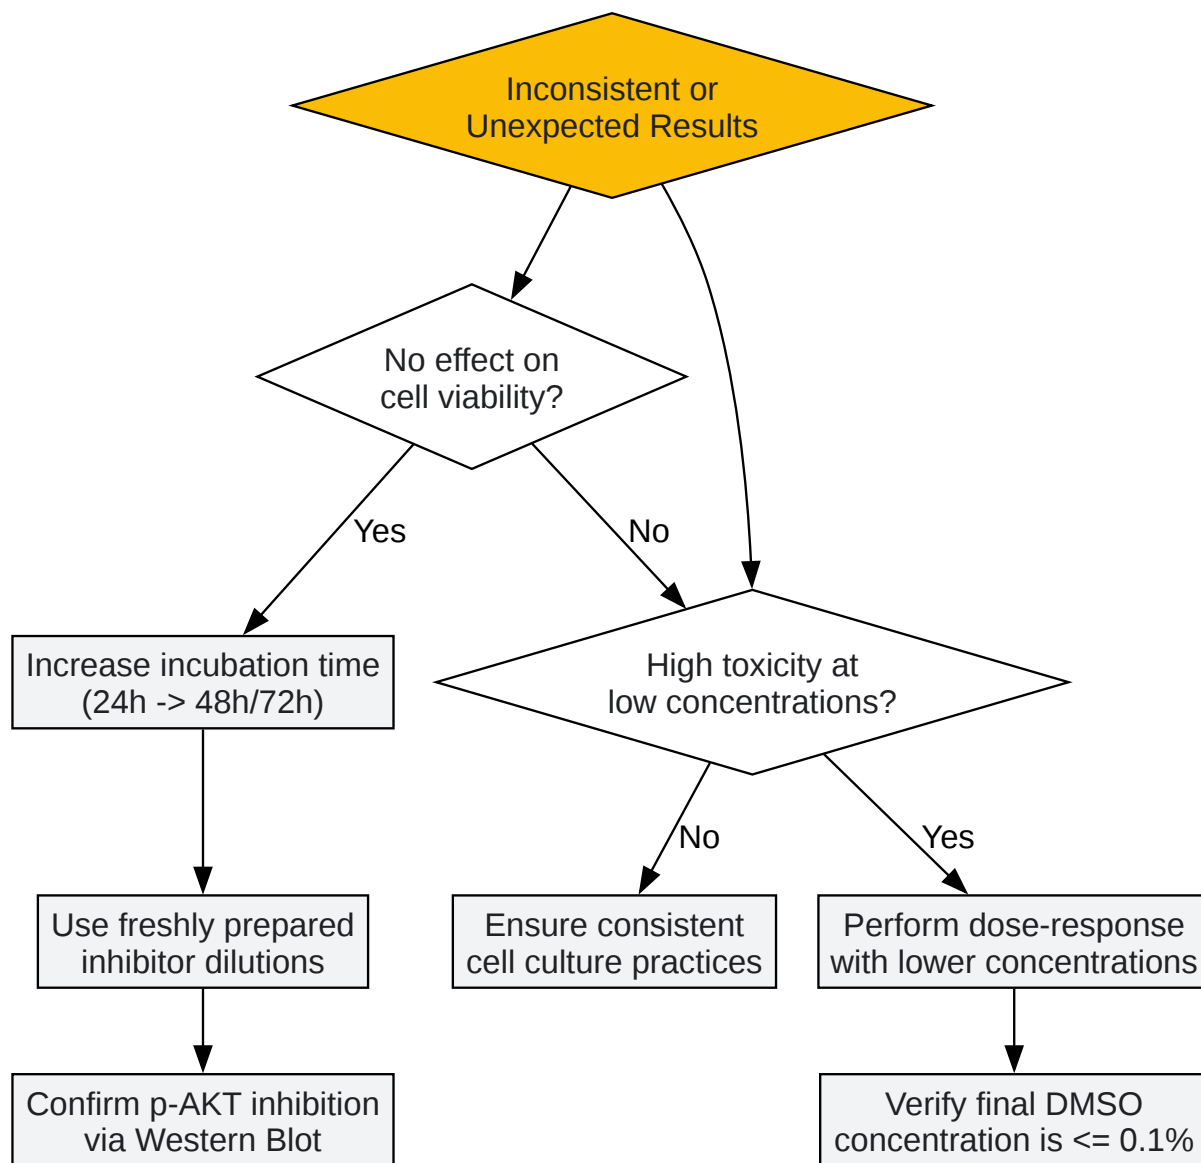 Inconsistent or
Unexpected Results
No effect on
cell viability?
Yes
No
Increase incubation time
(24h -> 48h/72h)
High toxicity at
low concentrations?
No
Yes
Use freshly prepared
inhibitor dilutions
Ensure consistent
cell culture practices
Perform dose-response
with lower concentrations
Confirm p-AKT inhibition
via Western Blot
Verify final DMSO
concentration is <= 0.1%